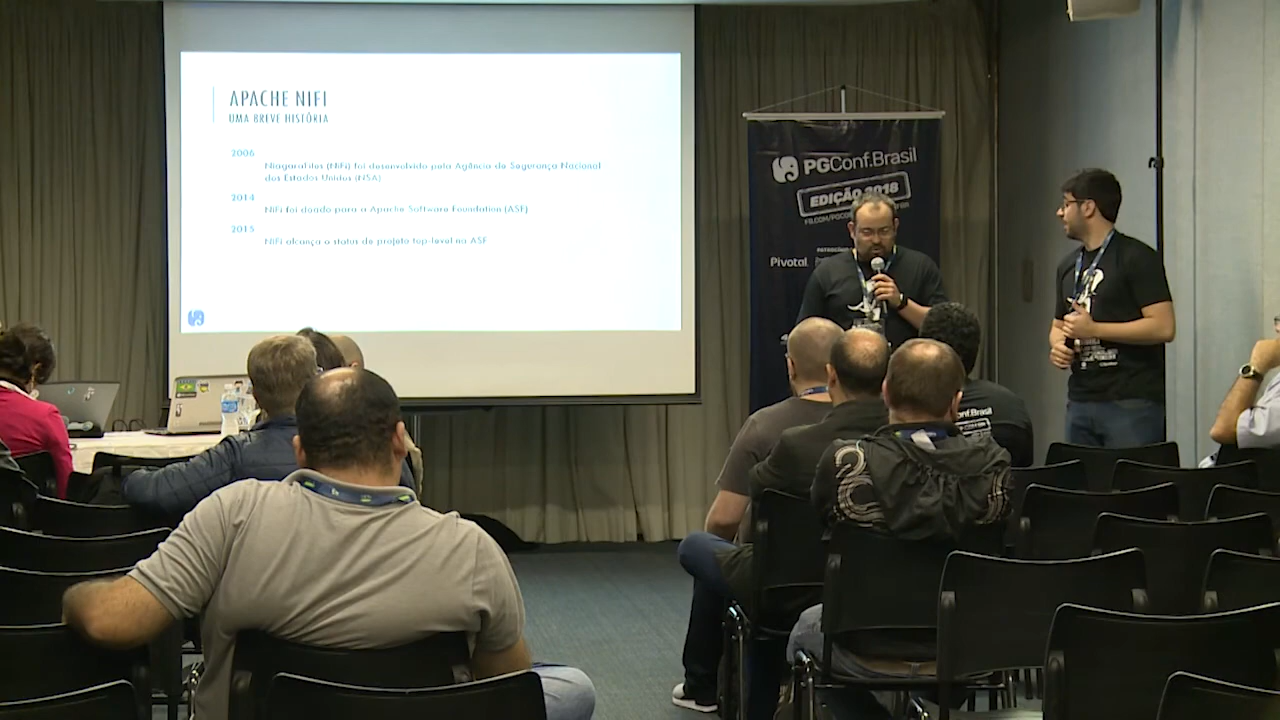 APACHE NIFI
UMA BREVE HISTÓRIA
2006
NiagaraFiles (NiFi) foi desenvolvido pela Agência de Segurança Nacional
dos Estados Unidos (NSA)
2014
NiFi foi doado para a Apache Software Foundation (ASF)
2015
NiFi alcança o status de projeto top-level na ASF
PGConf.Brasil
EDIÇÃO 2018
Pivotal
Conf.Brasil